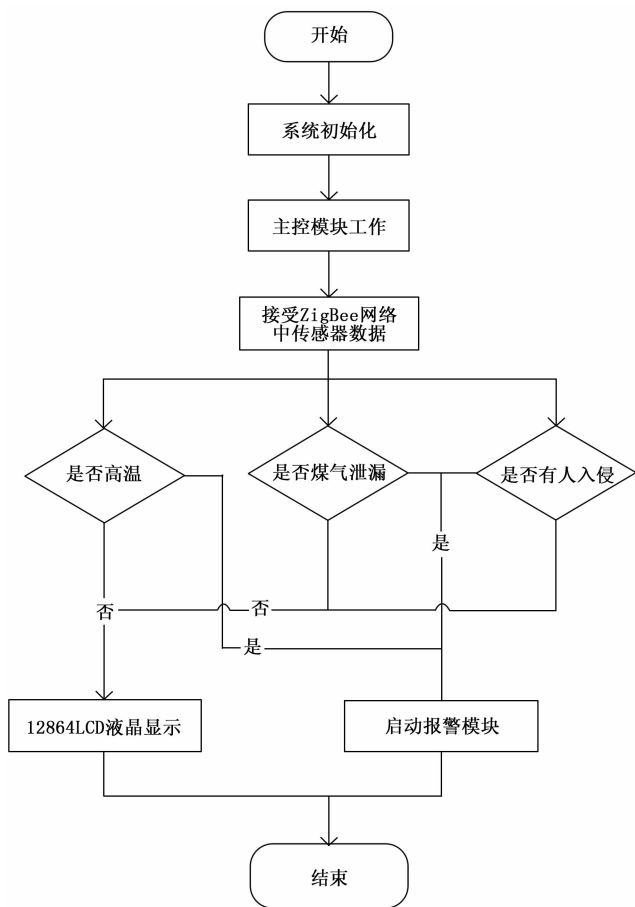 开始
系统初始化
主控模块工作
接受ZigBee网络
中传感器数据
是否高温
是否煤气泄漏
是否有人入侵
是
否
否
是
12864LCD液晶显示
启动报警模块
结束